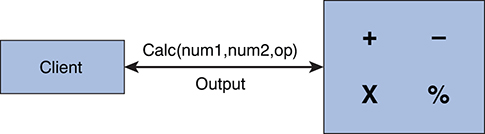 Calc(num1,num2,op)
Client
Output
+ −
X %